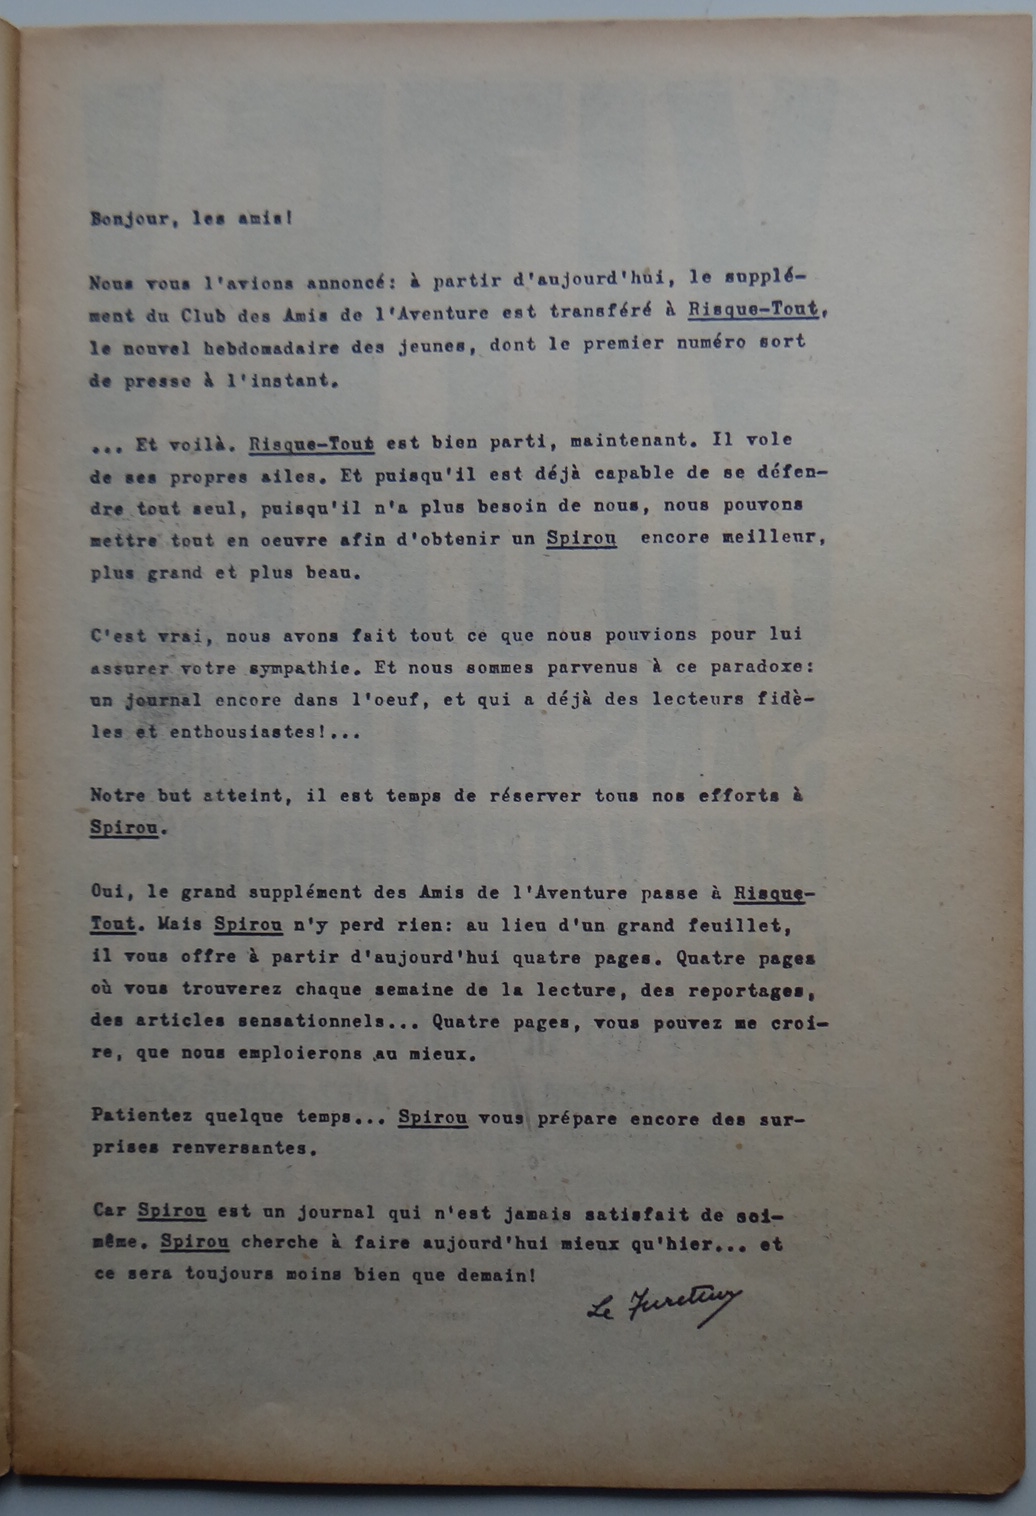 Bonjour, les amis!
Nous vous l'avions annoncé: à partir d'aujourd'hui, le supplé-
ment du Club des Amis de l'Aventure est transféré à Risque-Tout,
le nouvel hebdomadaire des jeunes, dont le premier numéro sort
de presse à l'instant.
... Et voilà. Risque-Tout est bien parti, maintenant. Il vole
de ses propres ailes. Et puisqu'il est déjà capable de se défen-
dre tout seul, puisqu'il n'a plus besoin de nous, nous pouvons
mettre tout en oeuvre afin d'obtenir un Spirou encore meilleur,
plus grand et plus beau.
C'est vrai, nous avons fait tout ce que nous pouvions pour lui
assurer votre sympathie. Et nous sommes parvenus à ce paradoxe:
un journal encore dans l'oeuf, et qui a déjà des lecteurs fidè-
les et enthousiastes!...
Notre but atteint, il est temps de réserver tous nos efforts à
Spirou.
Oui, le grand supplément des Amis de l'Aventure passe à Risque-
Tout. Mais Spirou n'y perd rien: au lieu d'un grand feuillet,
il vous offre à partir d'aujourd'hui quatre pages. Quatre pages
où vous trouverez chaque semaine de la lecture, des reportages,
des articles sensationnels... Quatre pages, vous pouvez me croi-
re, que nous emploierons au mieux.
Patientez quelque temps... Spirou vous prépare encore des sur-
prises renversantes.
Car Spirou est un journal qui n'est jamais satisfait de soi-
même. Spirou cherche à faire aujourd'hui mieux qu'hier... et
ce sera toujours moins bien que demain!
Le Fureteur